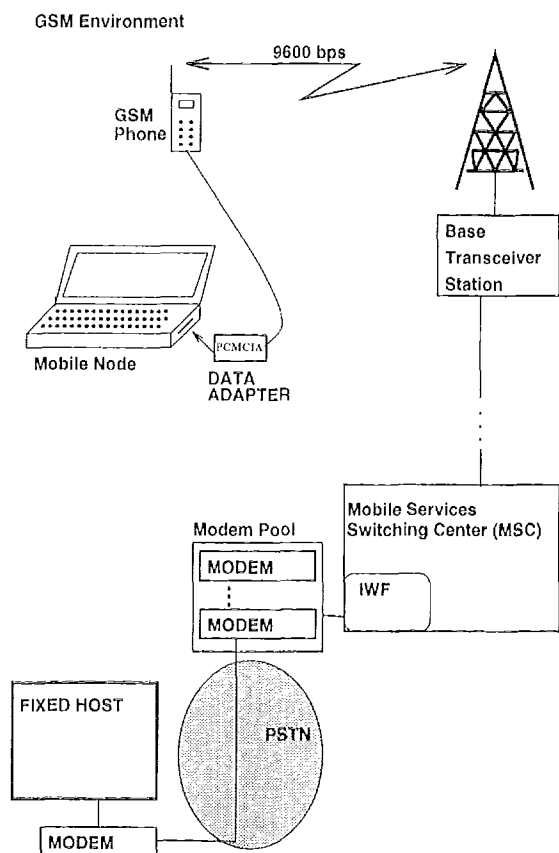 GSM Environment
9600 bps
GSM
Phone
Base
Transceiver
Station
PCMCIA
Mobile Node
DATA
ADAPTER
Mobile Services
Switching Center (MSC)
Modem Pool
MODEM
IWF
MODEM
FIXED HOST
PSTN
MODEM